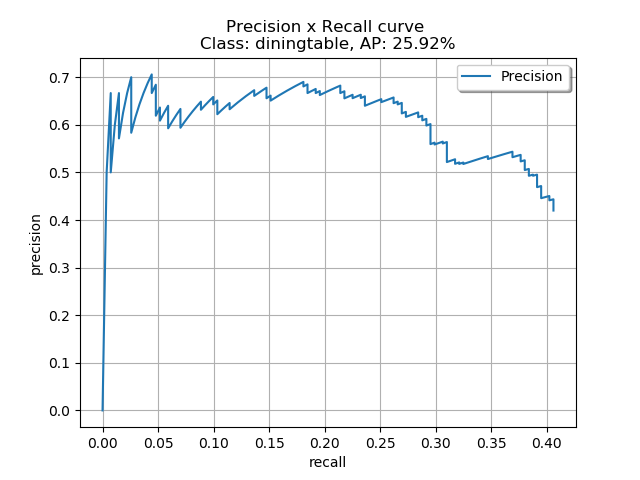 Precision x Recall curve
Class: diningtable, AP: 25.92%
Precision
0.7
0.6
0.5
0.4
0.3
0.2
0.1
0.0
precision
0.00 0.05 0.10 0.15 0.20 0.25 0.30 0.35 0.40
recall